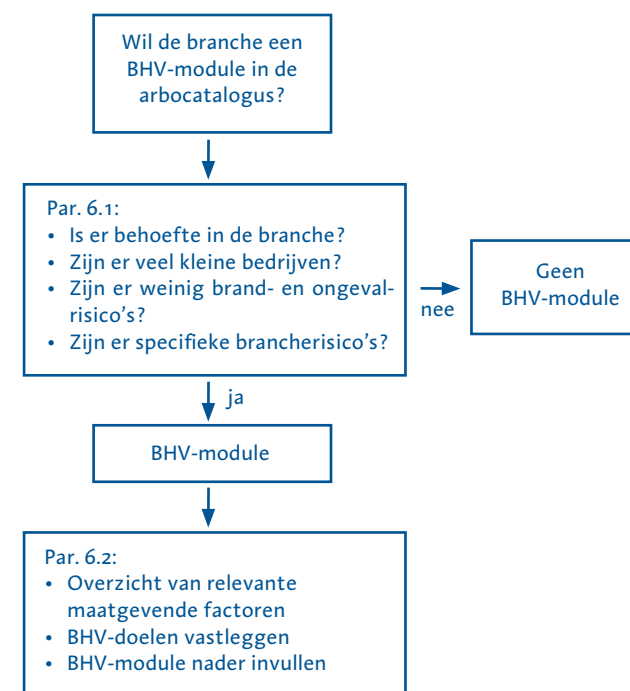 Wil de branche een
BHV-module in de
arbocatalogus?
Par. 6.1:
• Is er behoefte in de branche?
• Zijn er veel kleine bedrijven?
• Zijn er weinig brand- en ongeval-
risico's?
• Zijn er specifieke brancherisico's?
nee
Geen
BHV-module
ja
BHV-module
Par. 6.2:
• Overzicht van relevante
maatgevende factoren
• BHV-doelen vastleggen
• BHV-module nader invullen